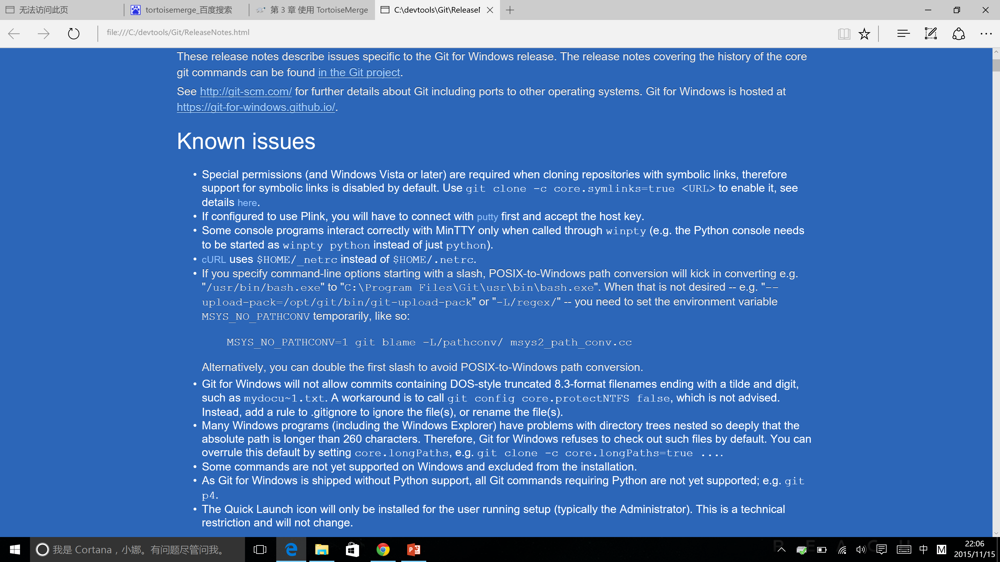 无法访问此页
tortoisemerge_百度搜索
第 3 章 使用 TortoiseMerge
C:\devtools\Git\Release
file:///C:/devtools/Git/ReleaseNotes.html
These release notes describe issues specific to the Git for Windows release. The release notes covering the history of the core
git commands can be found in the Git project.
See http://git-scm.com/ for further details about Git including ports to other operating systems. Git for Windows is hosted at
https://git-for-windows.github.io/.
Known issues
• Special permissions (and Windows Vista or later) are required when cloning repositories with symbolic links, therefore
support for symbolic links is disabled by default. Use git clone -c core.symlinks=true <URL> to enable it, see
details here.
• If configured to use Plink, you will have to connect with putty first and accept the host key.
• Some console programs interact correctly with MinTTY only when called through winpty (e.g. the Python console needs
to be started as winpty python instead of just python).
• cURL uses $HOME/_netrc instead of $HOME/.netrc.
• If you specify command-line options starting with a slash, POSIX-to-Windows path conversion will kick in converting e.g.
"/usr/bin/bash.exe" to "C:\Program Files\Git\usr\bin\bash.exe". When that is not desired -- e.g. "--
upload-pack=/opt/git/bin/git-upload-pack" or "-L/regex/" -- you need to set the environment variable
MSYS_NO_PATHCONV temporarily, like so:
MSYS_NO_PATHCONV=1 git blame -L/pathconv/ msys2_path_conv.cc
Alternatively, you can double the first slash to avoid POSIX-to-Windows path conversion.
• Git for Windows will not allow commits containing DOS-style truncated 8.3-format filenames ending with a tilde and digit,
such as mydocu~1.txt. A workaround is to call git config core.protectNTFS false, which is not advised.
Instead, add a rule to .gitignore to ignore the file(s), or rename the file(s).
• Many Windows programs (including the Windows Explorer) have problems with directory trees nested so deeply that the
absolute path is longer than 260 characters. Therefore, Git for Windows refuses to check out such files by default. You can
overrule this default by setting core.longPaths, e.g. git clone -c core.longPaths=true ....
• Some commands are not yet supported on Windows and excluded from the installation.
• As Git for Windows is shipped without Python support, all Git commands requiring Python are not yet supported; e.g. git
p4.
• The Quick Launch icon will only be installed for the user running setup (typically the Administrator). This is a technical
restriction and will not change.
我是 Cortana，小娜。有问题尽管问我。
中
M
22:06
2015/11/15